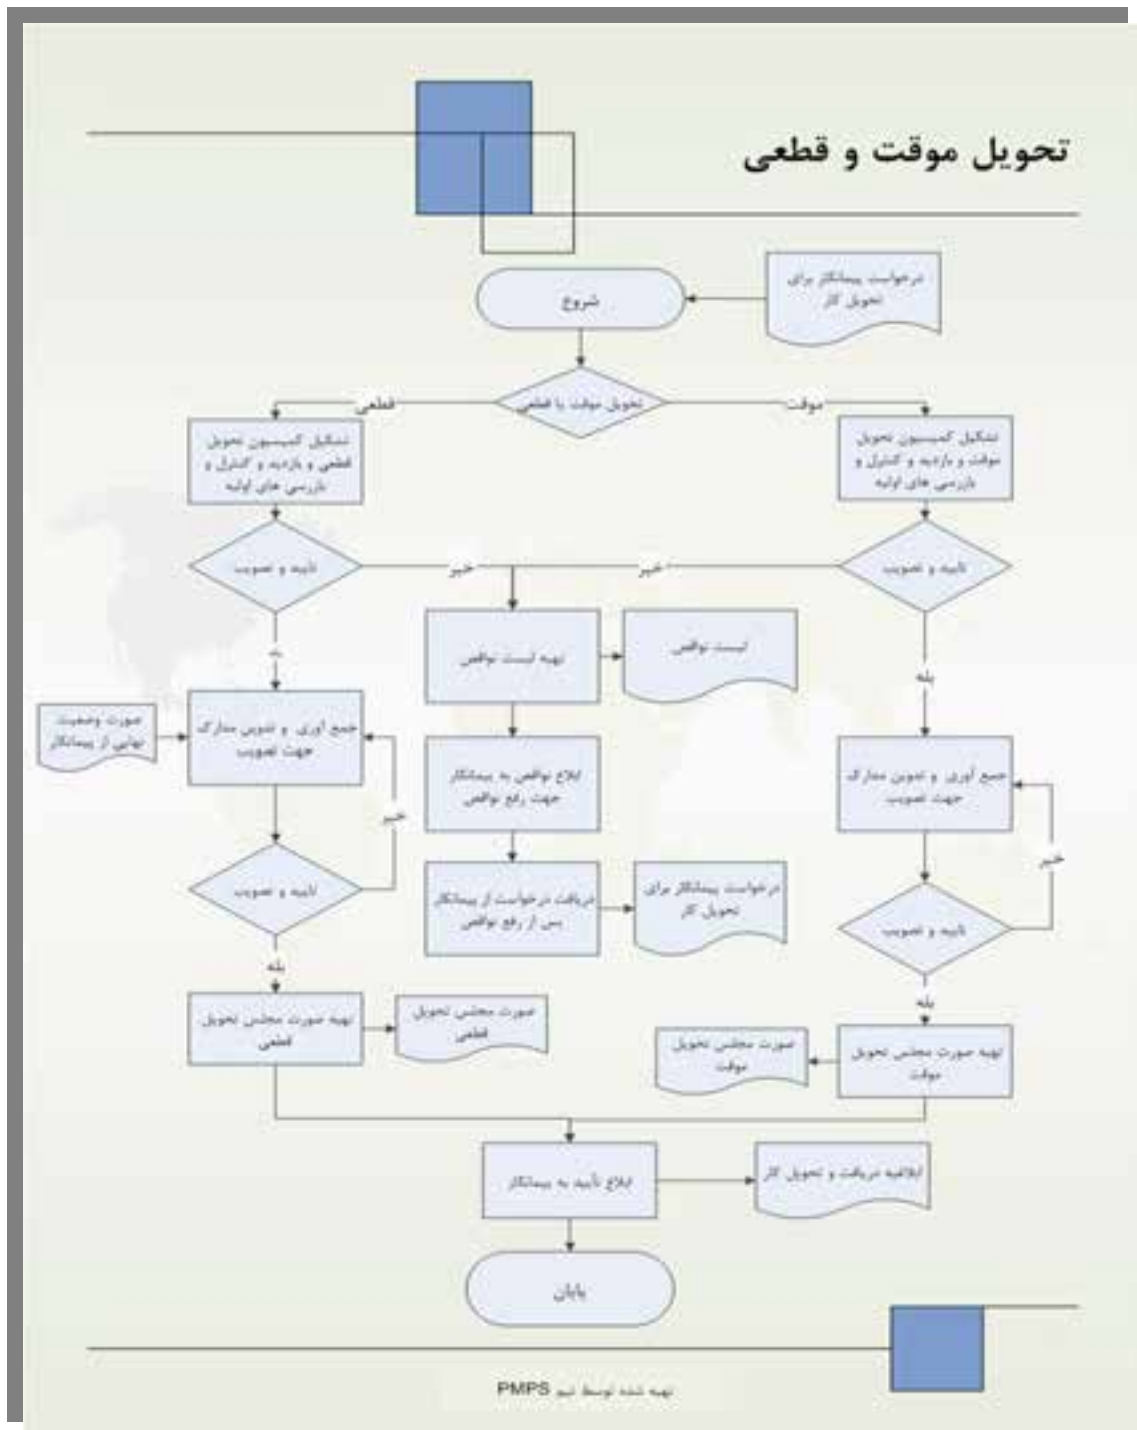 تحویل موقت و قطعی
درخواست پیمانکار برای
تحویل کار
شروع
تحویل موقت یا قطعی
موقت
قطعی
تشکیل کمیسیون تحویل
موقت و بازدید و کنترل و
بازرسی های اولیه
تشکیل کمیسیون تحویل
قطعی و بازدید و کنترل و
بازرسی های اولیه
تایید و تصویب
خیر
خیر
تایید و تصویب
لیست نواقص
تهیه لیست نواقص
بله
بله
جمع آوری و تدوین مدارک
جهت تصویب
صورت وضعیت
نهایی از پیمانکار
جمع آوری و تدوین مدارک
جهت تصویب
ابلاغ نواقص به پیمانکار
جهت رفع نواقص
خیر
خیر
تایید و تصویب
دریافت درخواست از پیمانکار
پس از رفع نواقص
درخواست پیمانکار برای
تحویل کار
تایید و تصویب
بله
بله
تهیه صورت مجلس تحویل
قطعی
صورت مجلس تحویل
قطعی
صورت مجلس تحویل
موقت
تهیه صورت مجلس تحویل
موقت
ابلاغ تأیید به پیمانکار
ابلاغیه دریافت و تحویل کار
پایان
تهیه شده توسط تیم PMPS